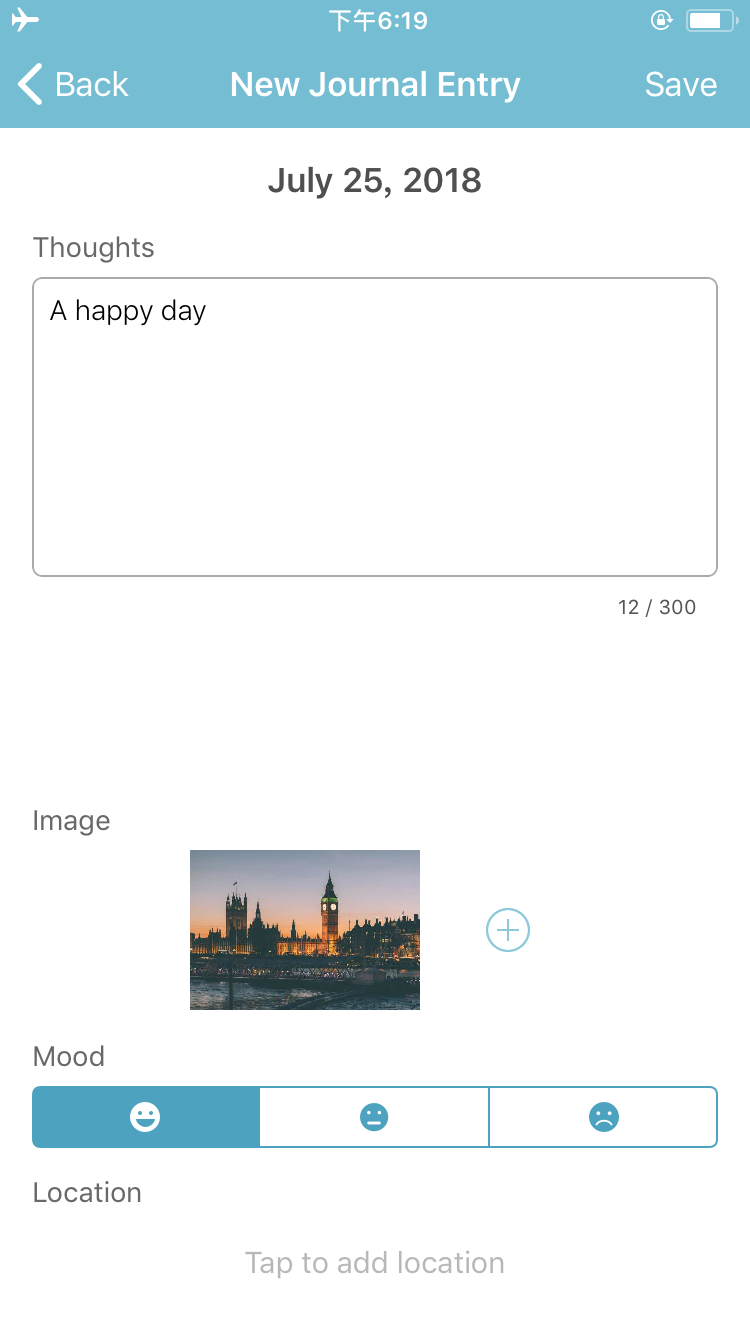 下午6:19
Back New Journal Entry Save
July 25, 2018
Thoughts
A happy day
12 / 300
Image
Mood
Location
Tap to add location